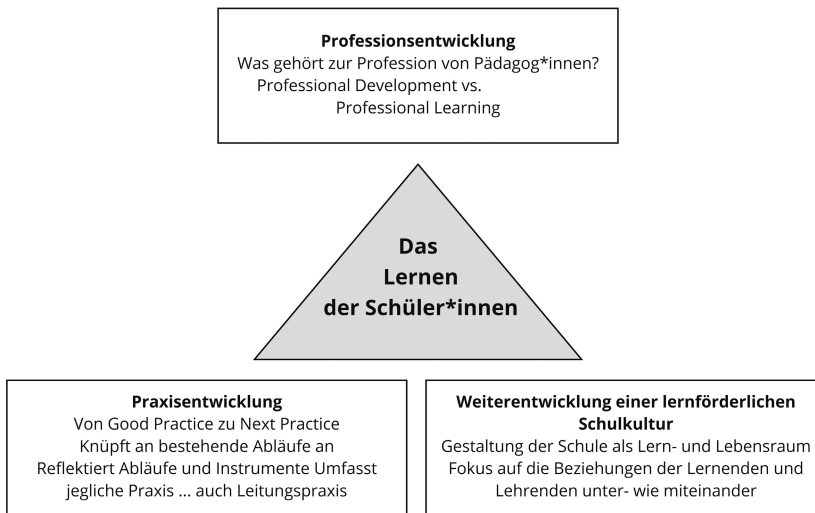 Professionsentwicklung
Was gehört zur Profession von Pädagog*innen?
Professional Development vs.
Professional Learning
Das
Lernen
der Schüler*innen
Praxisentwicklung
Von Good Practice zu Next Practice
Knüpft an bestehende Abläufe an
Reflektiert Abläufe und Instrumente Umfasst
jegliche Praxis ... auch Leitungspraxis
Weiterentwicklung einer lernförderlichen
Schulkultur
Gestaltung der Schule als Lern- und Lebensraum
Fokus auf die Beziehungen der Lernenden und
Lehrenden unter- wie miteinander